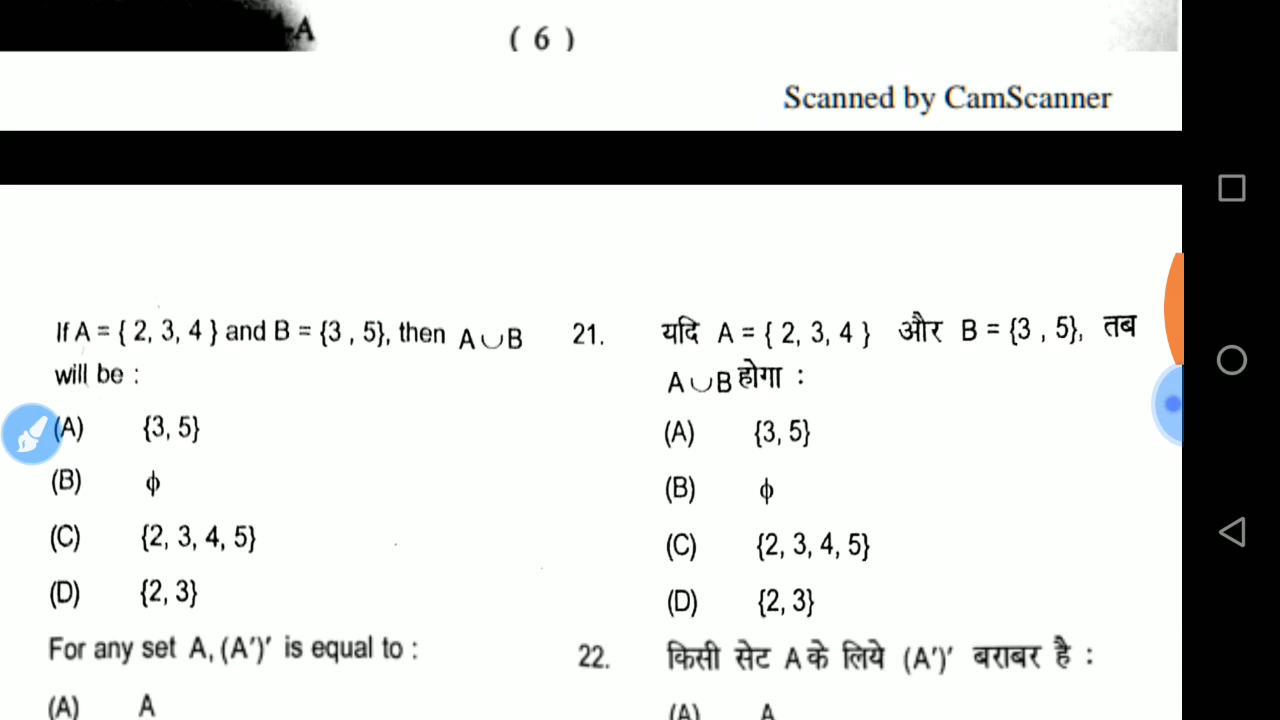 -A
( 6 )
Scanned by CamScanner
If A = { 2, 3, 4 } and B = {3 , 5}, then A ∪ B
will be :
(A) {3, 5}
(B) ϕ
(C) {2, 3, 4, 5}
(D) {2, 3}
For any set A, (A′)′ is equal to :
(A) A
21. यदि A = { 2, 3, 4 } और B = {3 , 5}, तब
A ∪ B होगा :
(A) {3, 5}
(B) ϕ
(C) {2, 3, 4, 5}
(D) {2, 3}
22. किसी सेट A के लिये (A′)′ बराबर है :
(A) A